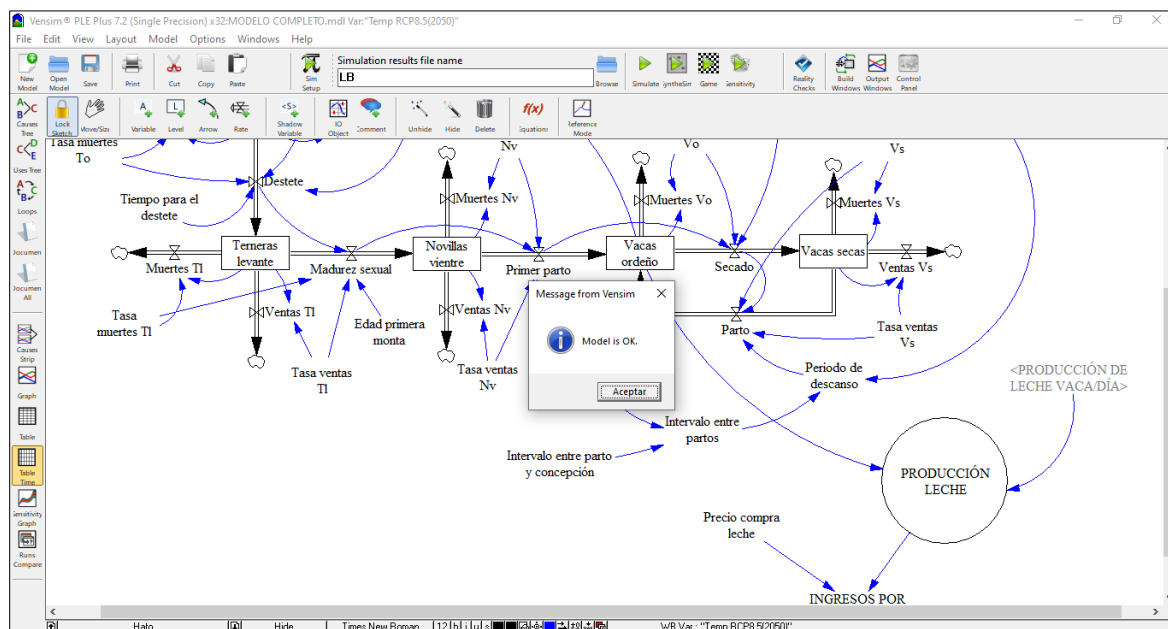 Vensim® PLE Plus 7.2 (Single Precision) x32:MODELO COMPLETO.mdl Var:"Temp RCP8.5(2050)"
File Edit View Layout Model Options Windows Help
Simulation results file name
LB
New Model
Open Model
Save
Print
Cut
Copy
Paste
Sim Setup
Browse
Simulate
SyntheSim
Game
Sensitivity
Reality Checks
Build Windows
Output Windows
Control Panel
Causes Tree
Lock Sketch
Move/Size
Variable
Level
Arrow
Rate
Shadow Variable
IO Object
Comment
Unhide
Hide
Delete
Equations
Reference Mode
f(x)
Uses Tree
Loops
Documen
Documen All
Causes Strip
Graph
Table
Table Time
Sensitivity Graph
Runs Compare
Tasa muertes
To
Destete
Tiempo para el
destete
Nv
Vo
Vs
Muertes Nv
Muertes Vo
Muertes Vs
Terneras
levante
Novillas
vientre
Vacas
ordeño
Vacas secas
Muertes Tl
Madurez sexual
Primer parto
Secado
Ventas Vs
Tasa
muertes Tl
Ventas Tl
Edad primera
monta
Ventas Nv
Tasa ventas
Tl
Tasa ventas
Nv
Message from Vensim
Model is OK.
Aceptar
Parto
Tasa ventas
Vs
Periodo de
descanso
<PRODUCCIÓN DE
LECHE VACA/DÍA>
Intervalo entre
partos
Intervalo entre parto
y concepción
PRODUCCIÓN
LECHE
Precio compra
leche
INGRESOS POR
Hato
Hide
Times New Roman
12 b i u s
WB Var.: "Temp RCP8.5(2050)"